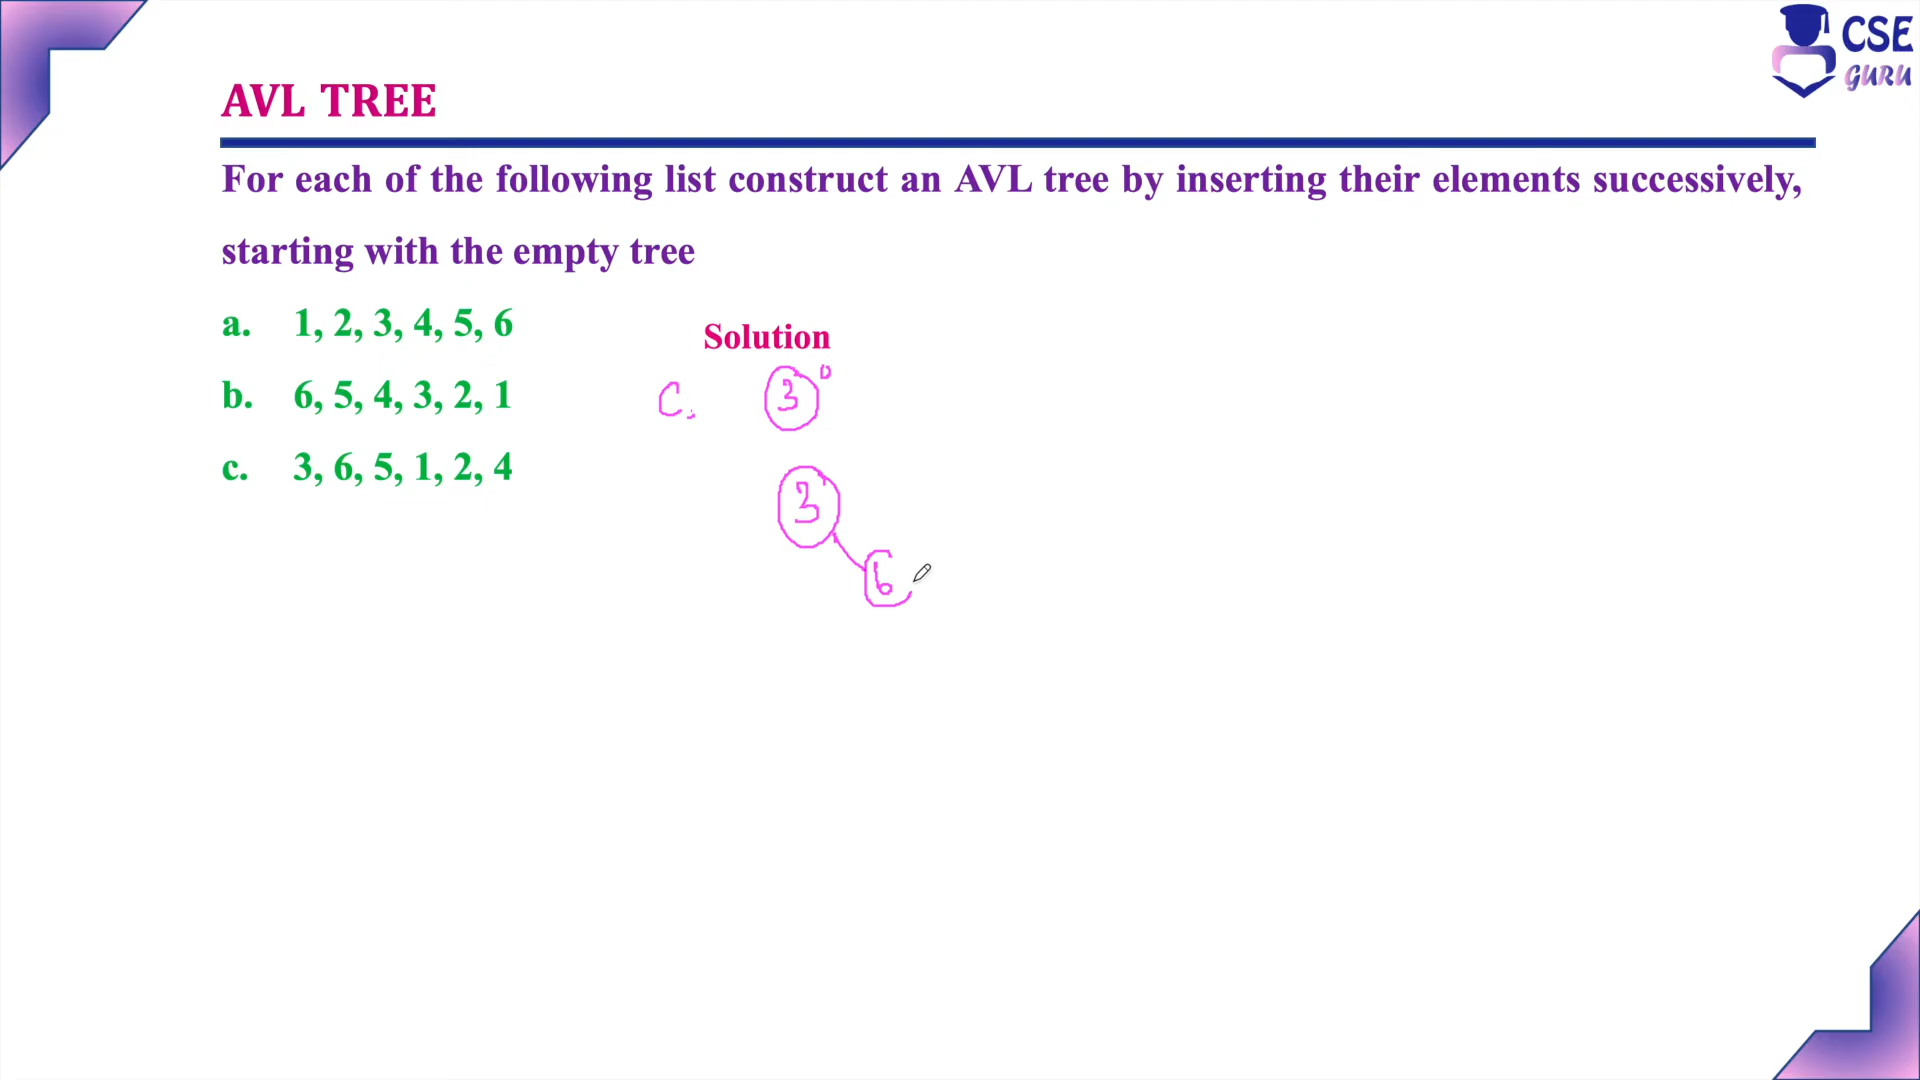 CSE
GURU
AVL TREE
For each of the following list construct an AVL tree by inserting their elements successively,
starting with the empty tree
a. 1, 2, 3, 4, 5, 6
b. 6, 5, 4, 3, 2, 1
c. 3, 6, 5, 1, 2, 4
Solution
C.
3 0
3
6